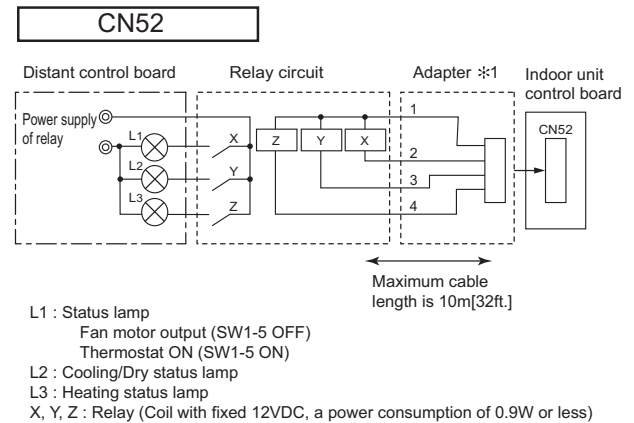 CN52
Distant control board
Relay circuit
Adapter ※1
Indoor unit
control board
Power supply
of relay
L1
L2
L3
X
Y
Z
Z
Y
X
1
2
3
4
CN52
Maximum cable
length is 10m[32ft.]
L1 : Status lamp
Fan motor output (SW1-5 OFF)
Thermostat ON (SW1-5 ON)
L2 : Cooling/Dry status lamp
L3 : Heating status lamp
X, Y, Z : Relay (Coil with fixed 12VDC, a power consumption of 0.9W or less)